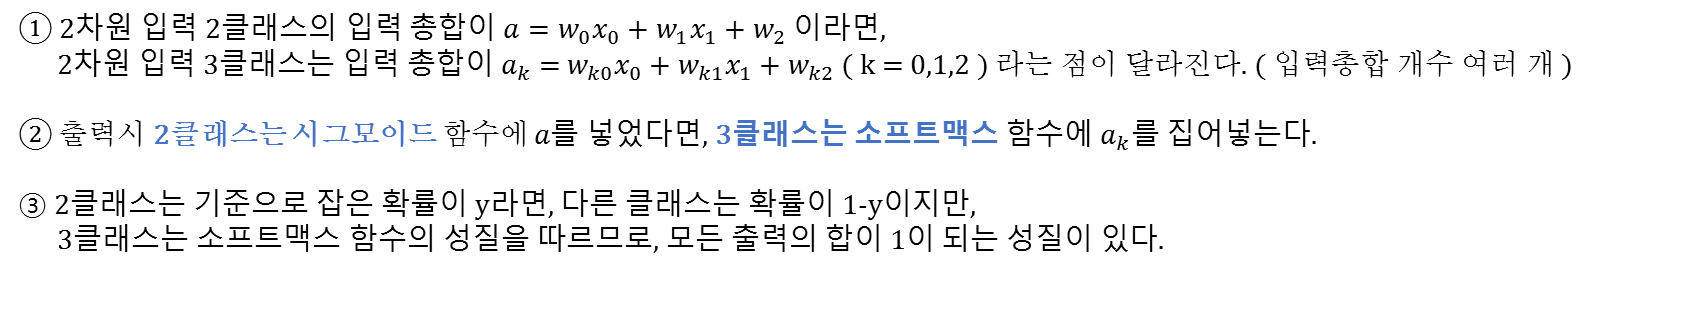 ① 2차원 입력 2클래스의 입력 총합이 a = w₀x₀ + w₁x₁ + w₂ 이라면,
2차원 입력 3클래스는 입력 총합이 aₖ = wₖ₀x₀ + wₖ₁x₁ + wₖ₂ ( k = 0,1,2 ) 라는 점이 달라진다. ( 입력총합 개수 여러 개 )
② 출력시 2클래스는 시그모이드 함수에 a를 넣었다면, 3클래스는 소프트맥스 함수에 aₖ를 집어넣는다.
③ 2클래스는 기준으로 잡은 확률이 y라면, 다른 클래스는 확률이 1-y이지만,
3클래스는 소프트맥스 함수의 성질을 따르므로, 모든 출력의 합이 1이 되는 성질이 있다.